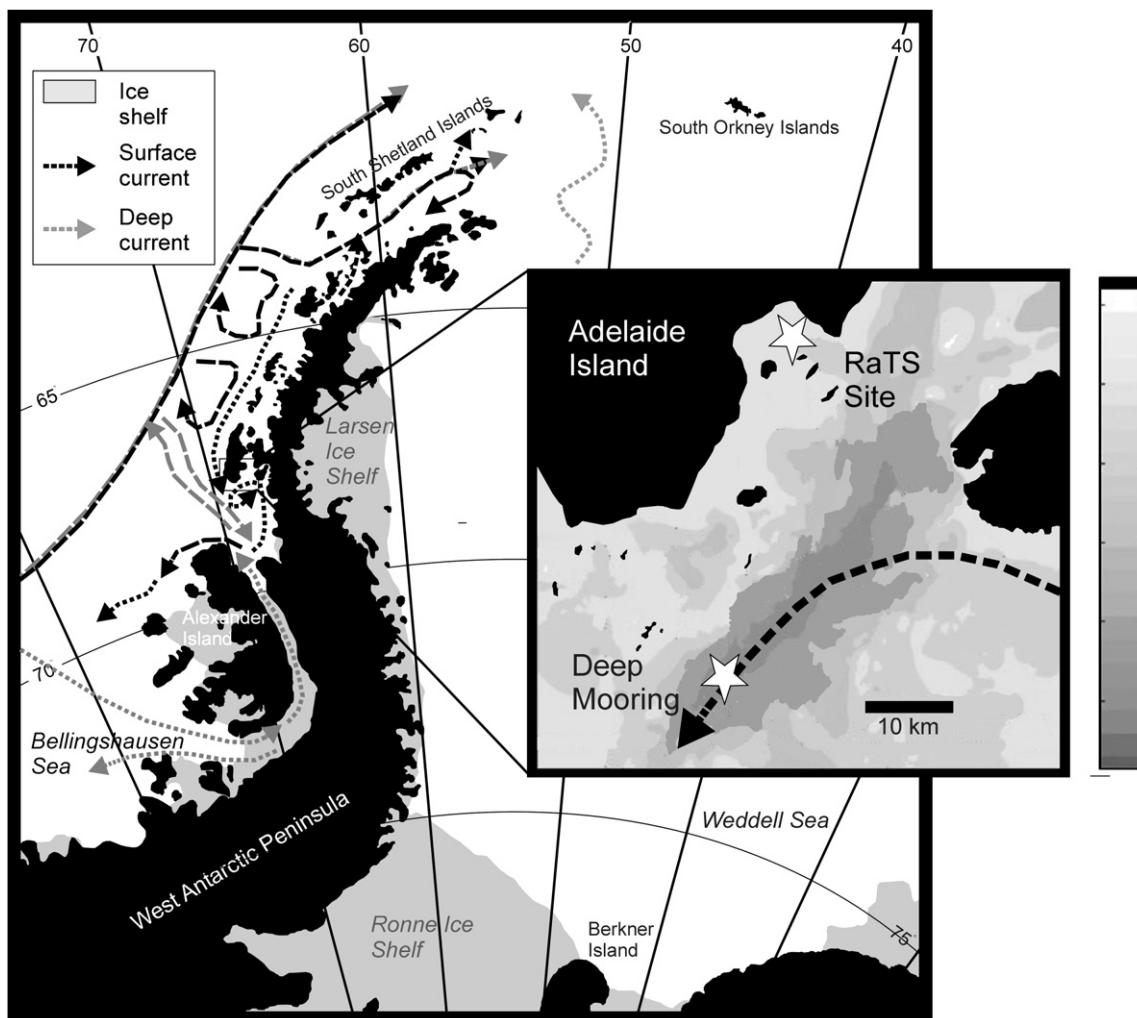 70
60
50
40
Ice
shelf
Surface
current
Deep
current
South Shetland Islands
South Orkney Islands
65
Larsen
Ice
Shelf
Adelaide
Island
RaTS
Site
Deep
Mooring
10 km
Alexander
Island
70
Bellingshausen
Sea
West Antarctic Peninsula
Weddell Sea
Ronne Ice
Shelf
Berkner
Island
75